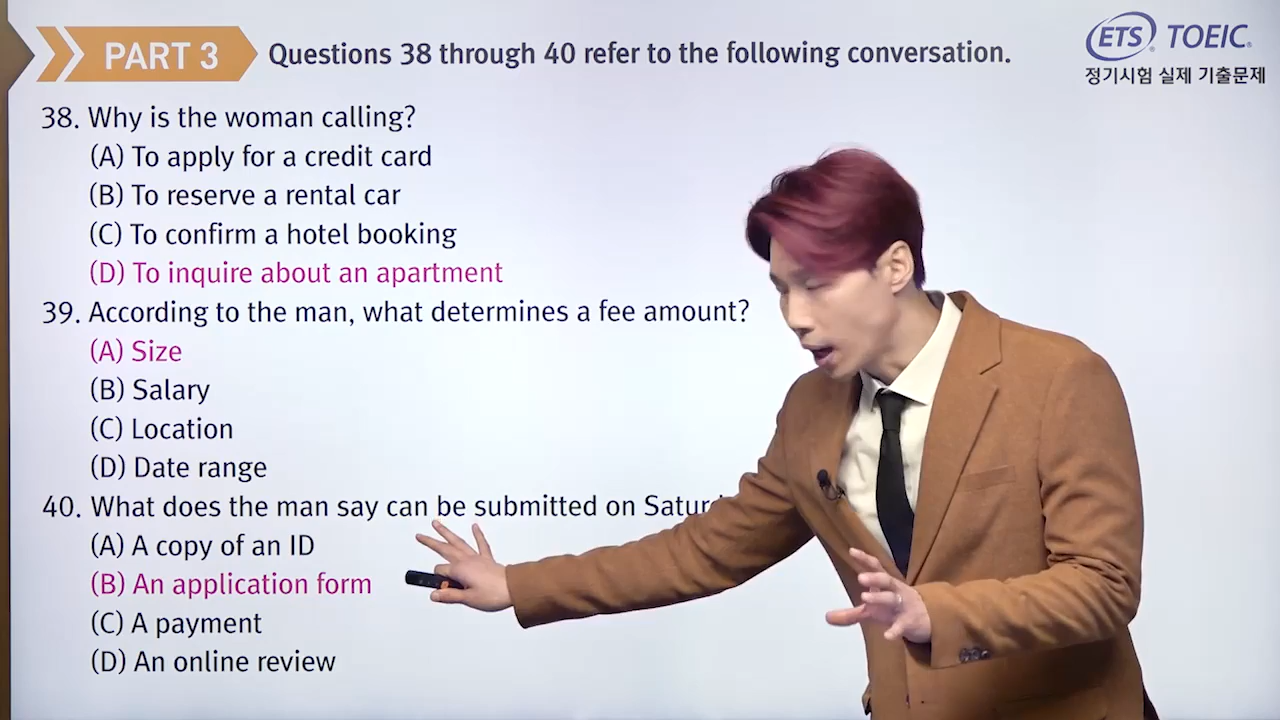 PART 3
Questions 38 through 40 refer to the following conversation.
ETS TOEIC
정기시험 실제 기출문제
38. Why is the woman calling?
(A) To apply for a credit card
(B) To reserve a rental car
(C) To confirm a hotel booking
(D) To inquire about an apartment
39. According to the man, what determines a fee amount?
(A) Size
(B) Salary
(C) Location
(D) Date range
40. What does the man say can be submitted on
(A) A copy of an ID
(B) An application form
(C) A payment
(D) An online review